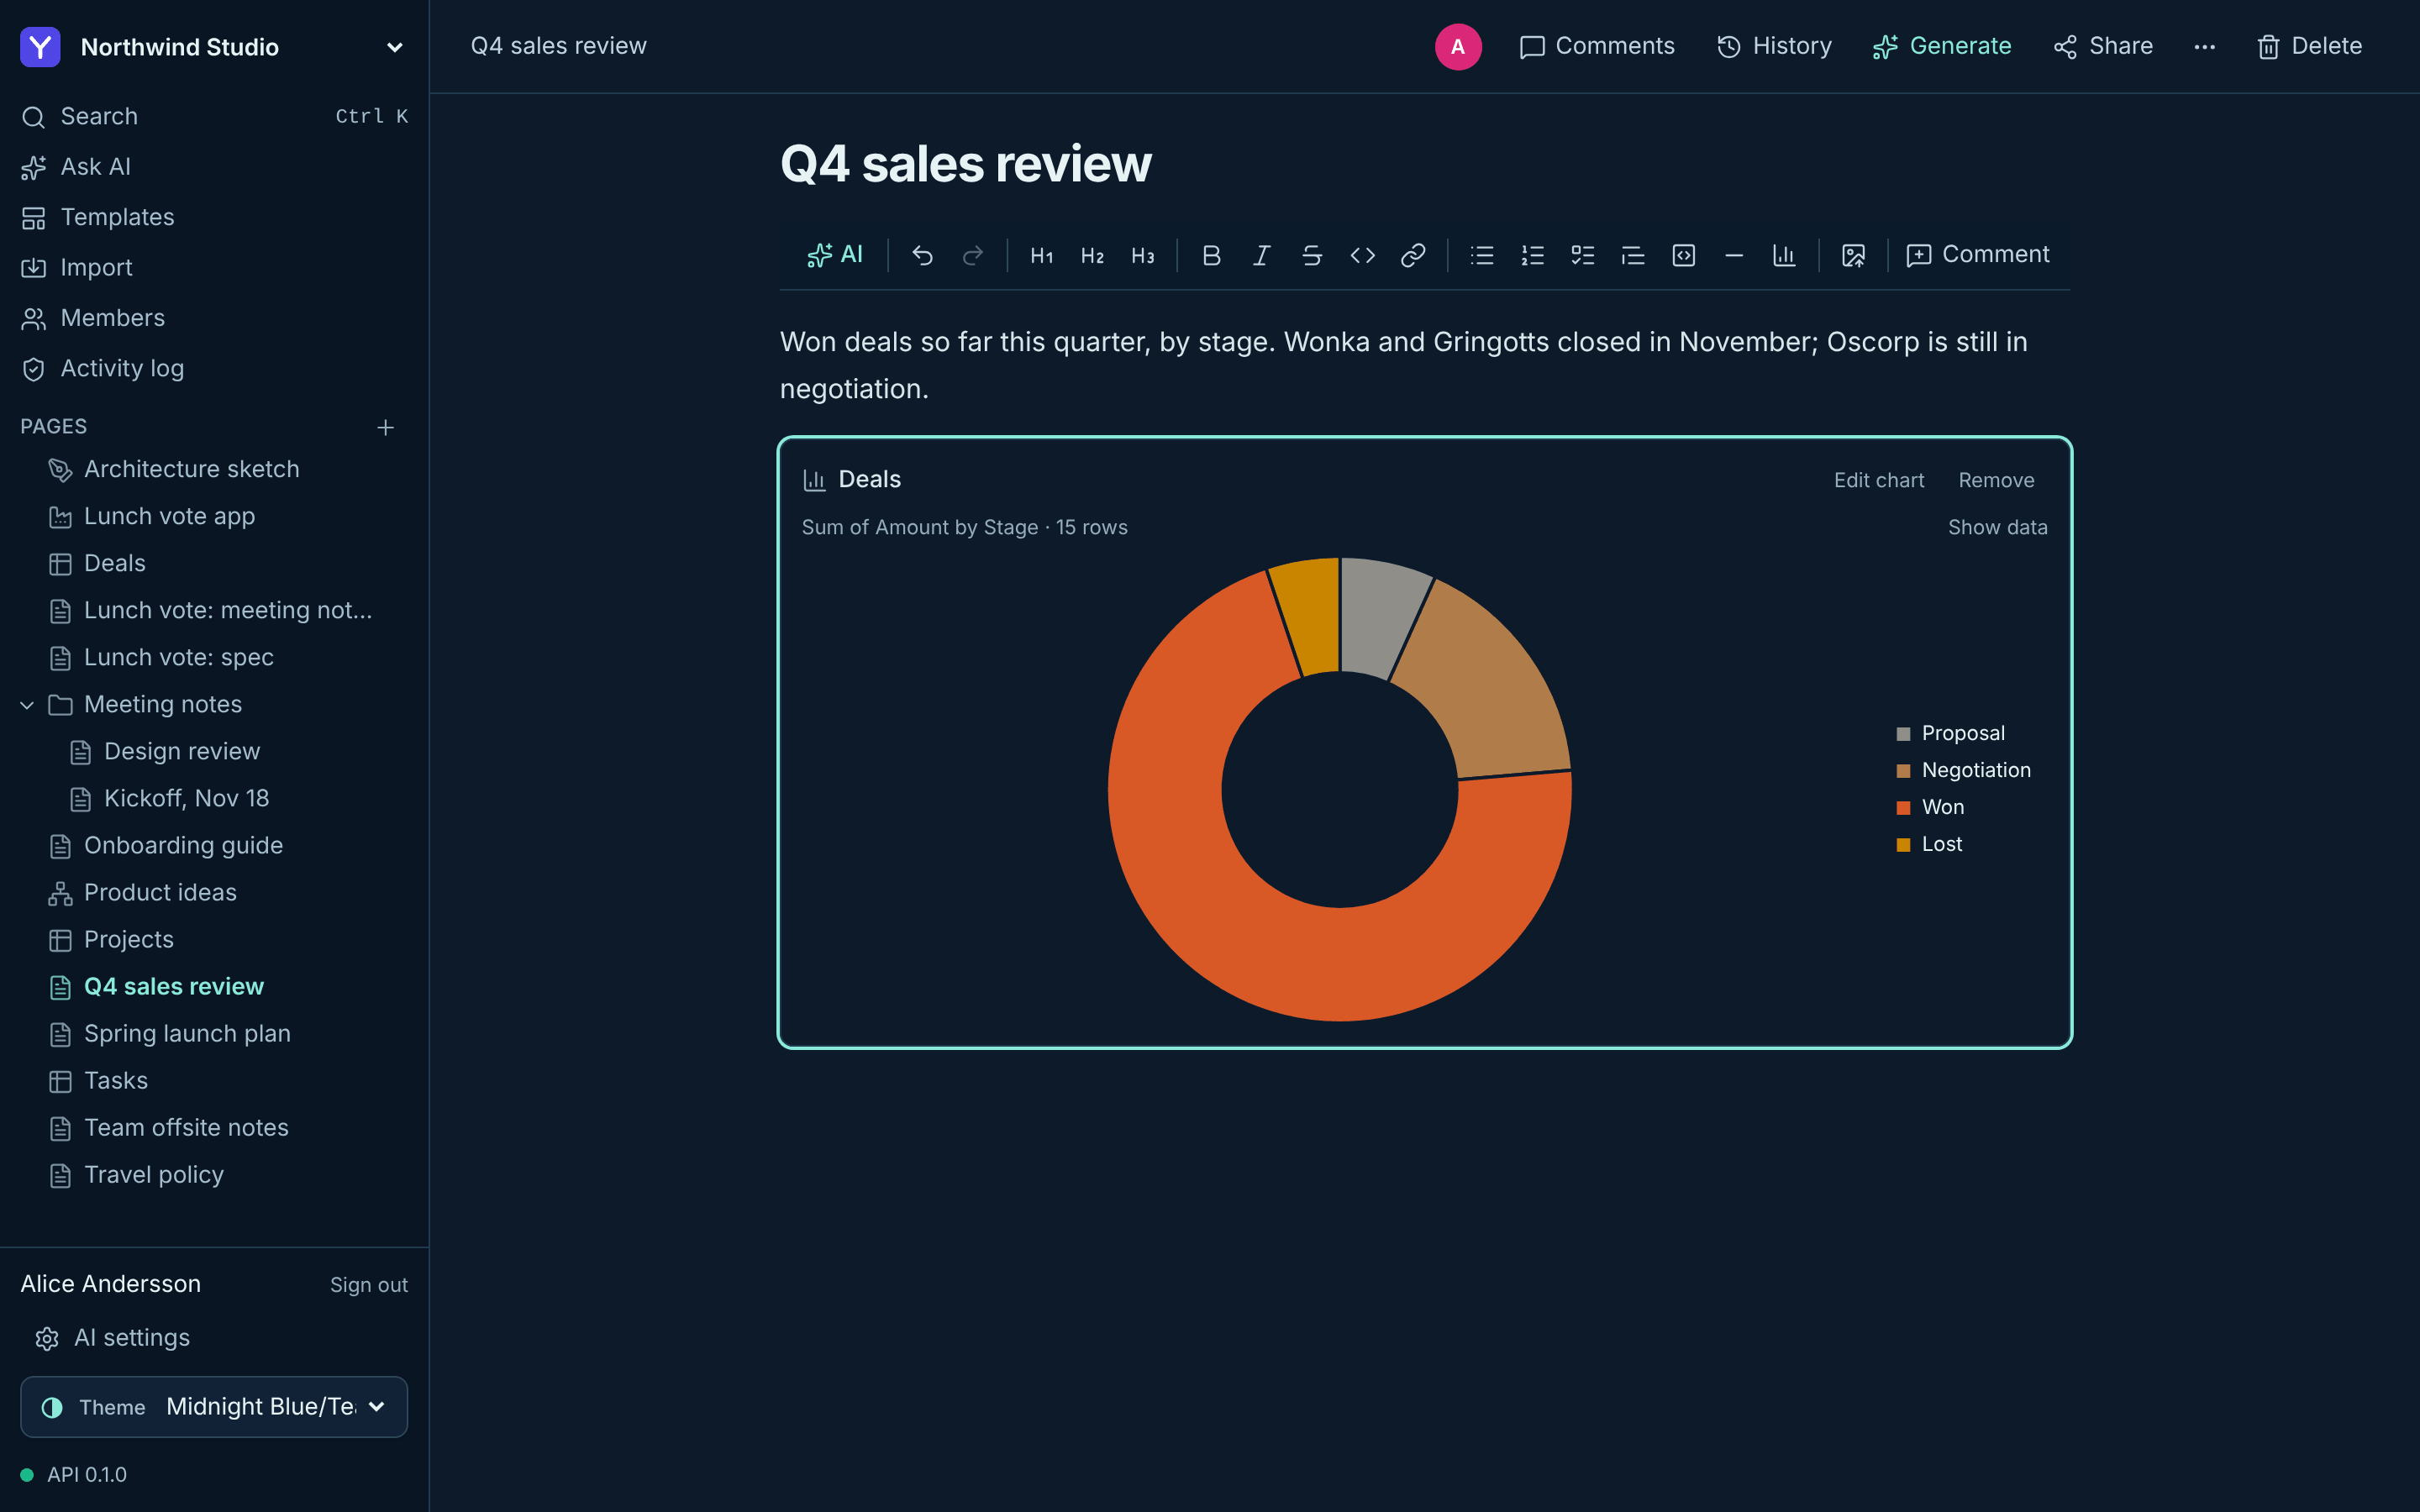 Northwind Studio
Search Ctrl K
Ask AI
Templates
Import
Members
Activity log
PAGES
Architecture sketch
Lunch vote app
Deals
Lunch vote: meeting not...
Lunch vote: spec
Meeting notes
Design review
Kickoff, Nov 18
Onboarding guide
Product ideas
Projects
Q4 sales review
Spring launch plan
Tasks
Team offsite notes
Travel policy
Alice Andersson Sign out
AI settings
Theme Midnight Blue/Tea
API 0.1.0
Q4 sales review
A Comments History Generate Share Delete
Q4 sales review
AI H1 H2 H3 B I S Comment
Won deals so far this quarter, by stage. Wonka and Gringotts closed in November; Oscorp is still in
negotiation.
Deals Edit chart Remove
Sum of Amount by Stage · 15 rows Show data
Proposal
Negotiation
Won
Lost